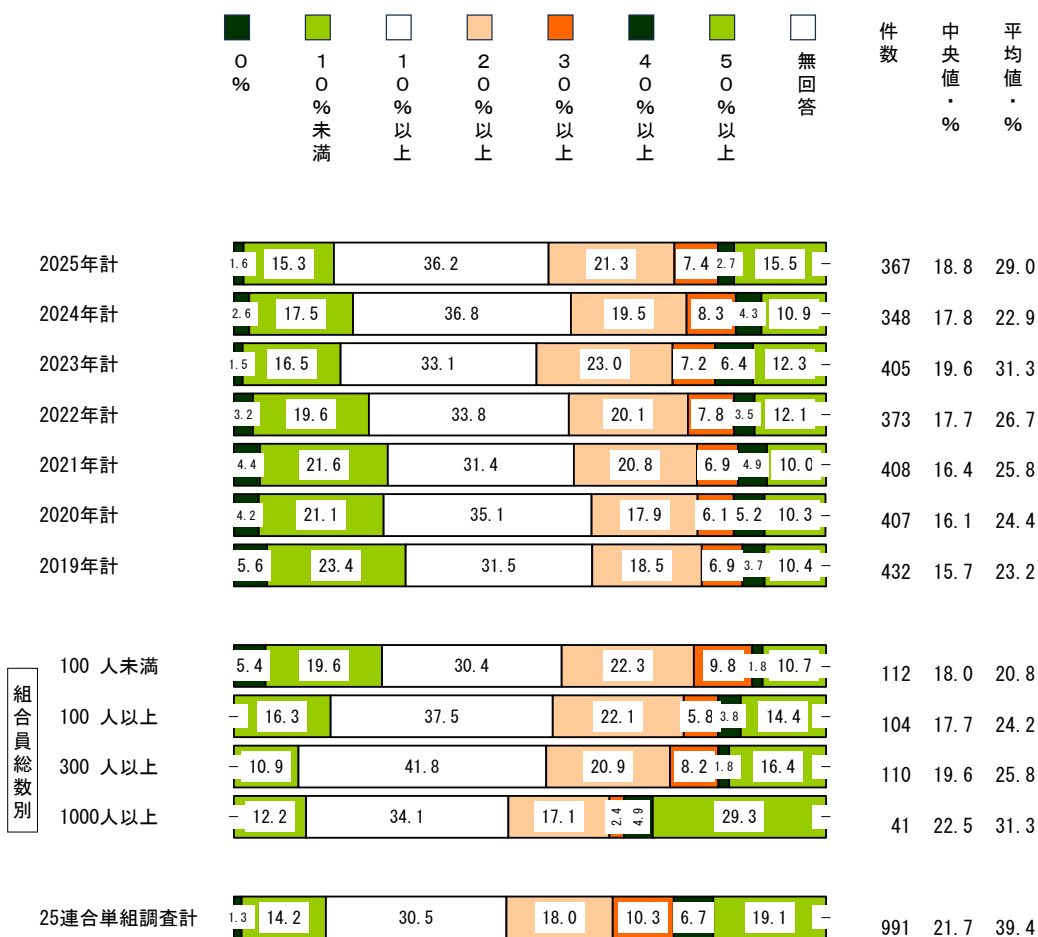 ０％
１０％未満
１０％以上
２０％以上
３０％以上
４０％以上
５０％以上
無回答
件数
中央値・％
平均値・％
2025年計 1.6 15.3 36.2 21.3 7.4 2.7 15.5 - 367 18.8 29.0
2024年計 2.6 17.5 36.8 19.5 8.3 4.3 10.9 - 348 17.8 22.9
2023年計 1.5 16.5 33.1 23.0 7.2 6.4 12.3 - 405 19.6 31.3
2022年計 3.2 19.6 33.8 20.1 7.8 3.5 12.1 - 373 17.7 26.7
2021年計 4.4 21.6 31.4 20.8 6.9 4.9 10.0 - 408 16.4 25.8
2020年計 4.2 21.1 35.1 17.9 6.1 5.2 10.3 - 407 16.1 24.4
2019年計 5.6 23.4 31.5 18.5 6.9 3.7 10.4 - 432 15.7 23.2
組合員総数別
100 人未満 5.4 19.6 30.4 22.3 9.8 1.8 10.7 - 112 18.0 20.8
100 人以上 - 16.3 37.5 22.1 5.8 3.8 14.4 - 104 17.7 24.2
300 人以上 - 10.9 41.8 20.9 8.2 1.8 16.4 - 110 19.6 25.8
1000人以上 - 12.2 34.1 17.1 2.4 4.9 29.3 - 41 22.5 31.3
25連合単組調査計 1.3 14.2 30.5 18.0 10.3 6.7 19.1 - 991 21.7 39.4